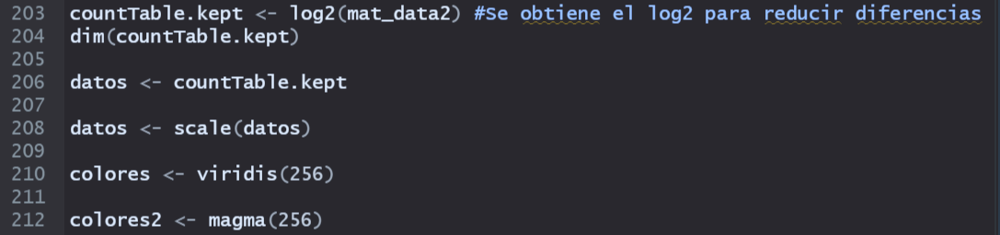 203 countTable.kept <- log2(mat_data2) #Se obtiene el log2 para reducir diferencias
204 dim(countTable.kept)
205
206 datos <- countTable.kept
207
208 datos <- scale(datos)
209
210 colores <- viridis(256)
211
212 colores2 <- magma(256)